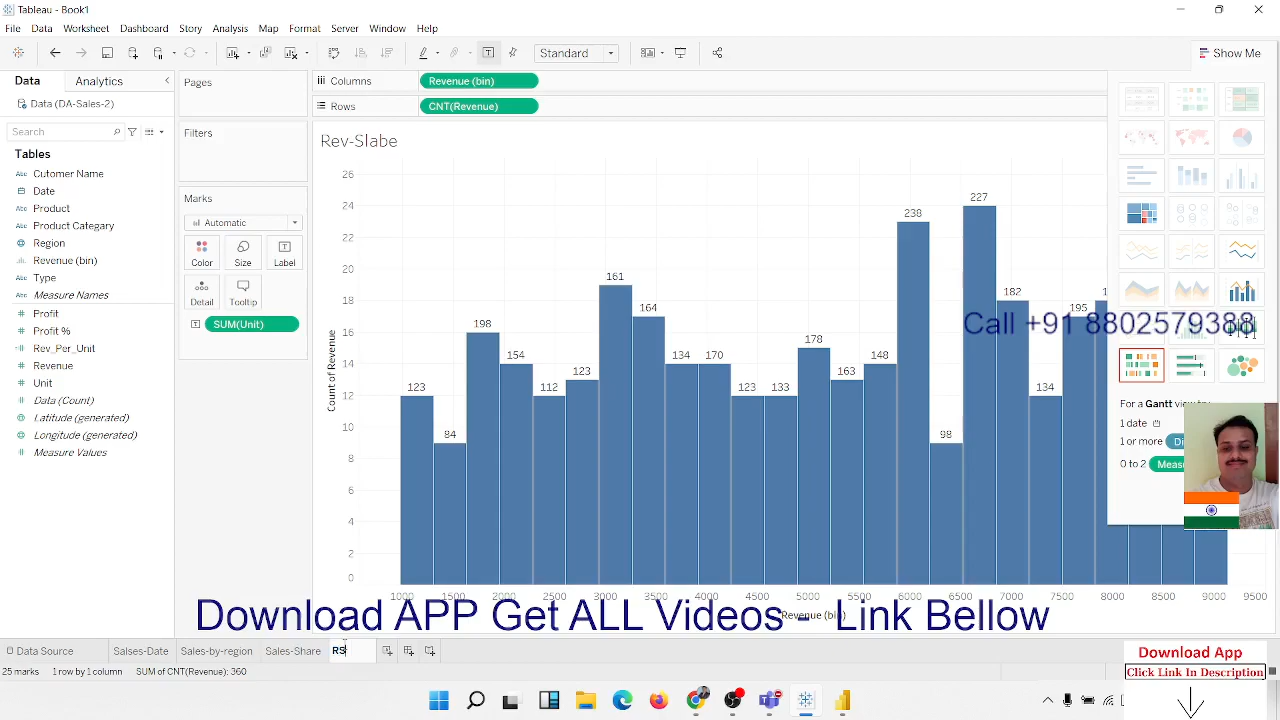 Tableau - Book1
File Data Worksheet Dashboard Story Analysis Map Format Server Window Help
Standard
Show Me
Data Analytics
Pages
Columns Revenue (bin)
Data (DA-Sales-2)
Rows CNT(Revenue)
Search
Filters
Rev-Slabe
Tables
Cutomer Name
Date
Product
Product Category
Region
Revenue (bin)
Type
Measure Names
Profit
Profit %
Rev_Per_Unit
Revenue
Unit
Data (Count)
Latitude (generated)
Longitude (generated)
Measure Values
Marks
Automatic
Color Size Label
Detail Tooltip
SUM(Unit)
Count of Revenue
26
24
22
20
18
16
14
12
10
8
6
4
2
0
123 84 198 154 112 123 161 164 134 170 123 133 178 163 148 238 98 227 182 134 195
1000 1500 2000 2500 3000 3500 4000 4500 5000 5500 6000 6500 7000 7500 8000 8500 9000 9500
Revenue (bin)
Call +91 8802579388
For a Gantt view try
1 date
1 or more Di
0 to 2 Meas
Download APP Get ALL Videos - Link Bellow
Data Source Salses-Date Sales-by-region Sales-Share RS
25 marks 1 row by 1 column SUM of CNT(Revenue): 360
Download App
Click Link In Description